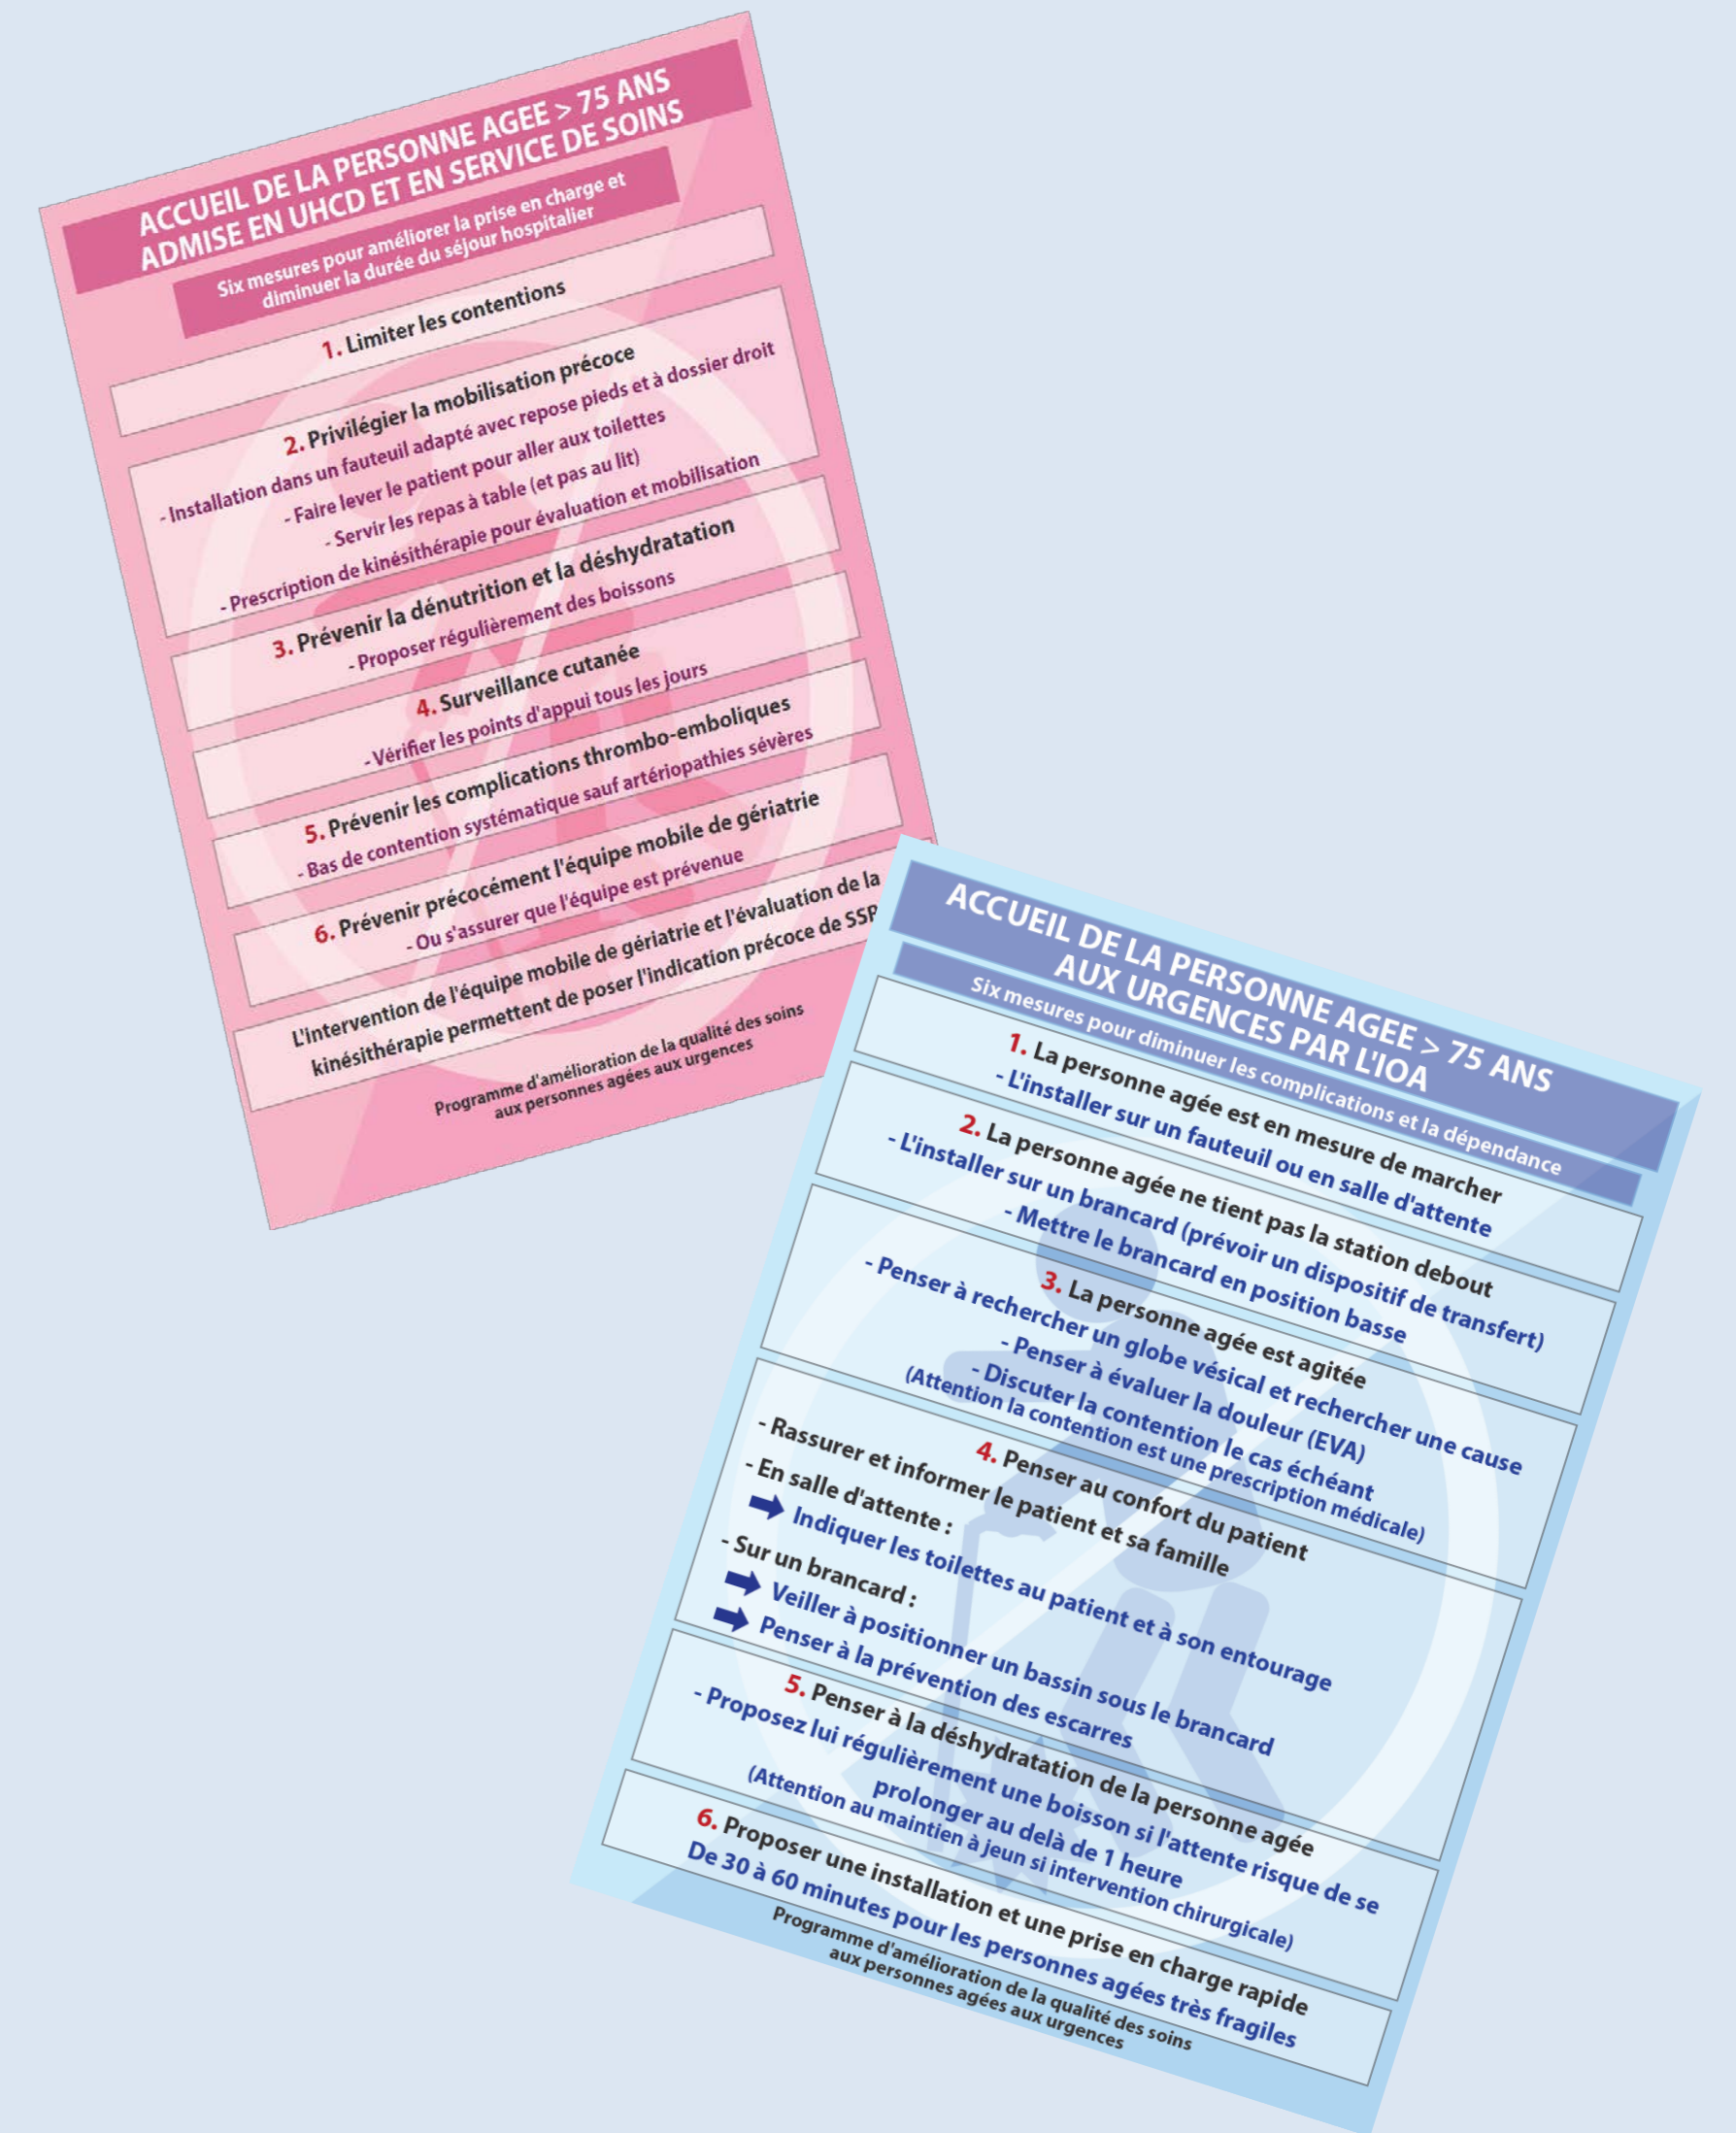 ACCUEIL DE LA PERSONNE AGEE > 75 ANS
ADMISE EN UHCD ET EN SERVICE DE SOINS
Six mesures pour améliorer la prise en charge et
diminuer la durée du séjour hospitalier
1. Limiter les contentions
2. Privilégier la mobilisation précoce
- Installation dans un fauteuil adapté avec repose pieds et à dossier droit
- Faire lever le patient pour aller aux toilettes
- Servir les repas à table (et pas au lit)
- Prescription de kinésithérapie pour évaluation et mobilisation
3. Prévenir la dénutrition et la déshydratation
- Proposer régulièrement des boissons
4. Surveillance cutanée
- Vérifier les points d'appui tous les jours
5. Prévenir les complications thrombo-emboliques
- Bas de contention systématique sauf artériopathies sévères
6. Prévenir précocément l'équipe mobile de gériatrie
- Ou s'assurer que l'équipe est prévenue
L'intervention de l'équipe mobile de gériatrie et l'évaluation de la
kinésithérapie permettent de poser l'indication précoce de SSR
Programme d'amélioration de la qualité des soins
aux personnes agées aux urgences
ACCUEIL DE LA PERSONNE AGEE > 75 ANS
AUX URGENCES PAR L'IOA
Six mesures pour diminuer les complications et la dépendance
1. La personne agée est en mesure de marcher
- L'installer sur un fauteuil ou en salle d'attente
2. La personne agée ne tient pas la station debout
- L'installer sur un brancard (prévoir un dispositif de transfert)
- Mettre le brancard en position basse
3. La personne agée est agitée
- Penser à rechercher un globe vésical et rechercher une cause
- Penser à évaluer la douleur (EVA)
- Discuter la contention le cas échéant
(Attention la contention est une prescription médicale)
4. Penser au confort du patient
- Rassurer et informer le patient et sa famille
- En salle d'attente :
Indiquer les toilettes au patient et à son entourage
- Sur un brancard :
Veiller à positionner un bassin sous le brancard
Penser à la prévention des escarres
5. Penser à la déshydratation de la personne agée
- Proposez lui régulièrement une boisson si l'attente risque de se
prolonger au delà de 1 heure
(Attention au maintien à jeun si intervention chirurgicale)
6. Proposer une installation et une prise en charge rapide
De 30 à 60 minutes pour les personnes agées très fragiles
Programme d'amélioration de la qualité des soins
aux personnes agées aux urgences